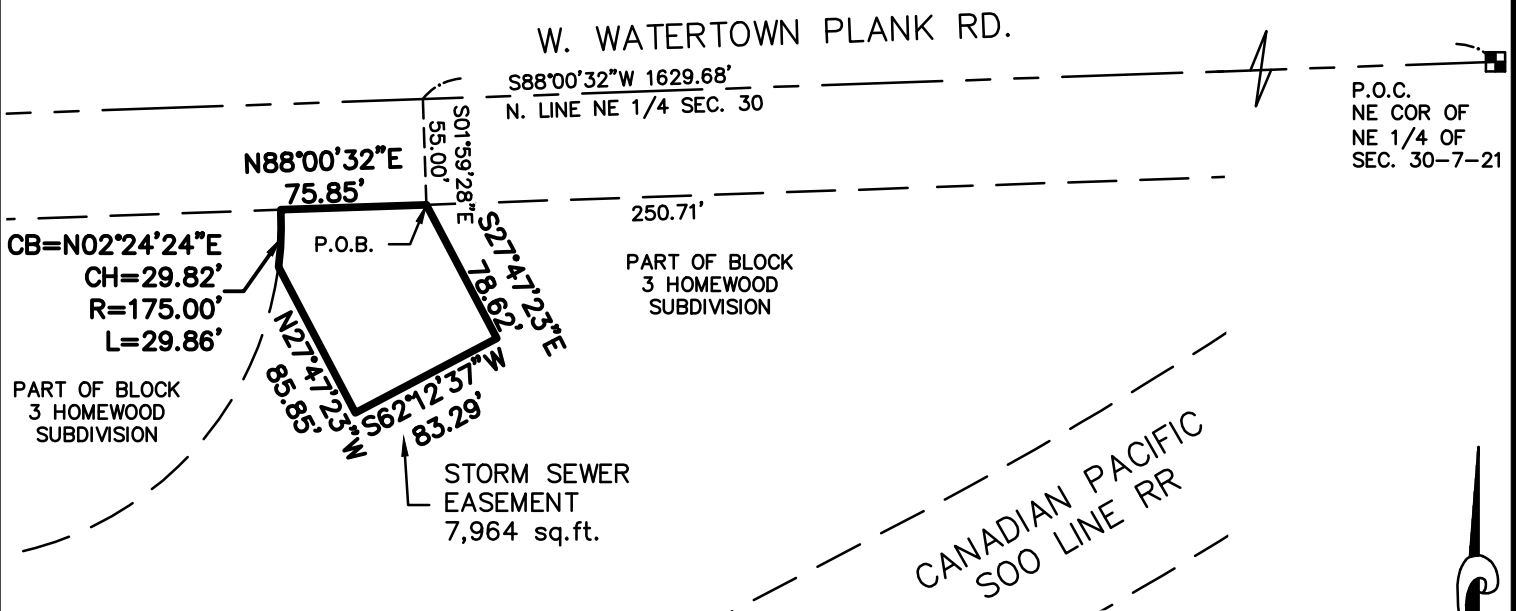 W. WATERTOWN PLANK RD.
S88°00'32"W 1629.68'
N. LINE NE 1/4 SEC. 30
P.O.C.
NE COR OF
NE 1/4 OF
SEC. 30-7-21
S01°59'28"E
55.00'
N88°00'32"E
75.85'
250.71'
P.O.B.
CB=N02°24'24"E
CH=29.82'
R=175.00'
L=29.86'
S27°47'23"E
78.62'
PART OF BLOCK
3 HOMEWOOD
SUBDIVISION
N27°47'23"W
85.85'
S62°12'37"W
83.29'
PART OF BLOCK
3 HOMEWOOD
SUBDIVISION
STORM SEWER
EASEMENT
7,964 sq.ft.
CANADIAN PACIFIC
SOO LINE RR